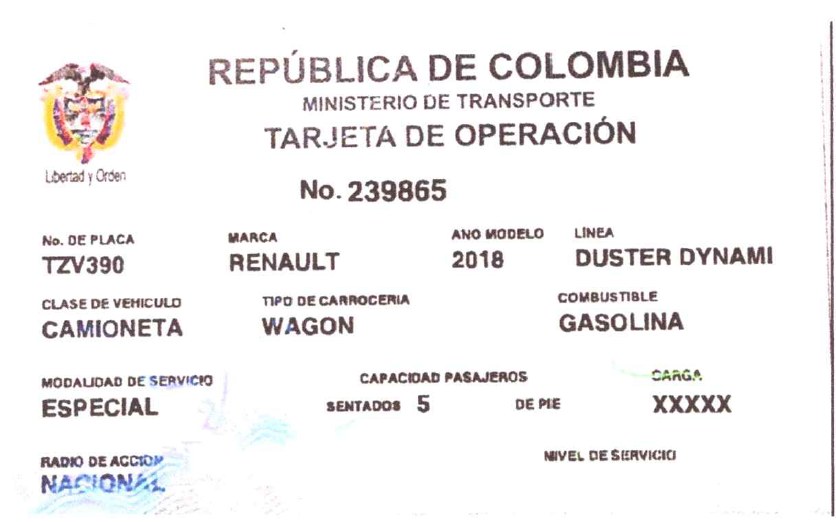 REPÚBLICA DE COLOMBIA
MINISTERIO DE TRANSPORTE
TARJETA DE OPERACIÓN
Libertad y Orden
No. 239865
No. DE PLACA MARCA ANO MODELO LINEA
TZV390 RENAULT 2018 DUSTER DYNAMI
CLASE DE VEHICULO TIPO DE CARROCERIA COMBUSTIBLE
CAMIONETA WAGON GASOLINA
MODALIDAD DE SERVICIO CAPACIDAD PASAJEROS CARGA
ESPECIAL SENTADOS 5 DE PIE XXXXX
RADIO DE ACCION NIVEL DE SERVICIO
NACIONAL